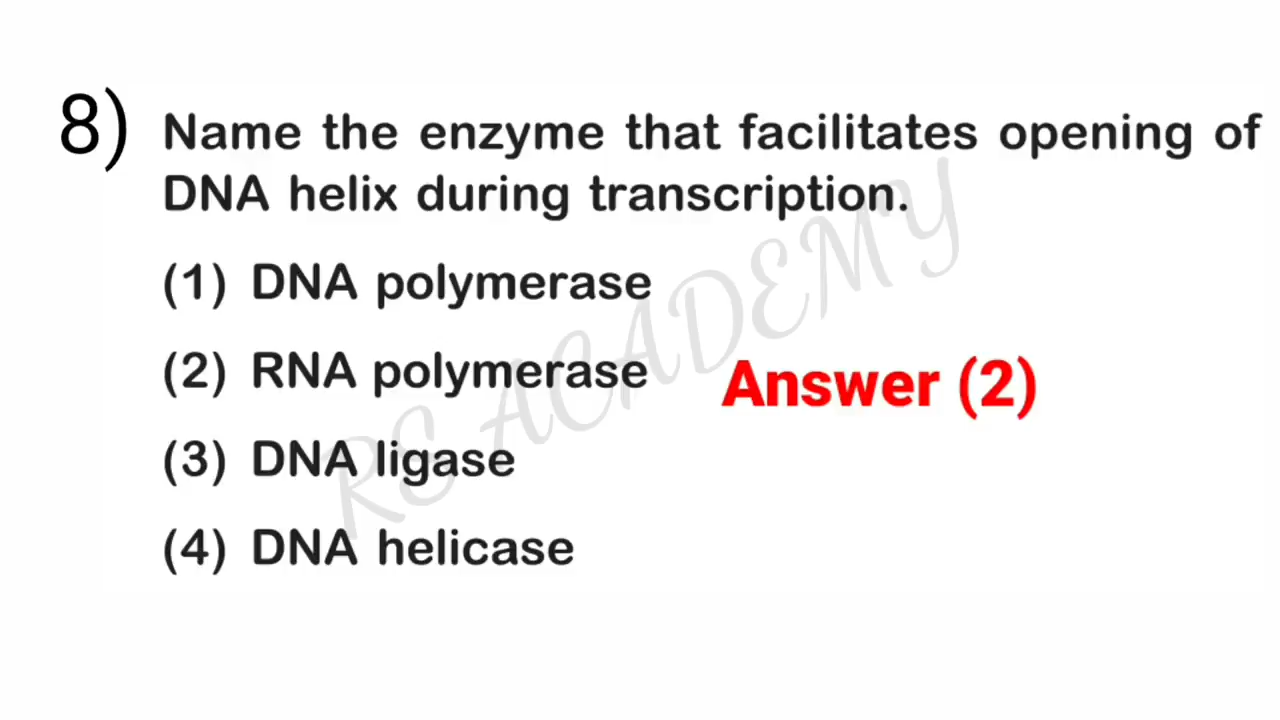 8) Name the enzyme that facilitates opening of
DNA helix during transcription.
(1) DNA polymerase
(2) RNA polymerase
Answer (2)
(3) DNA ligase
(4) DNA helicase
RE ACADEMY